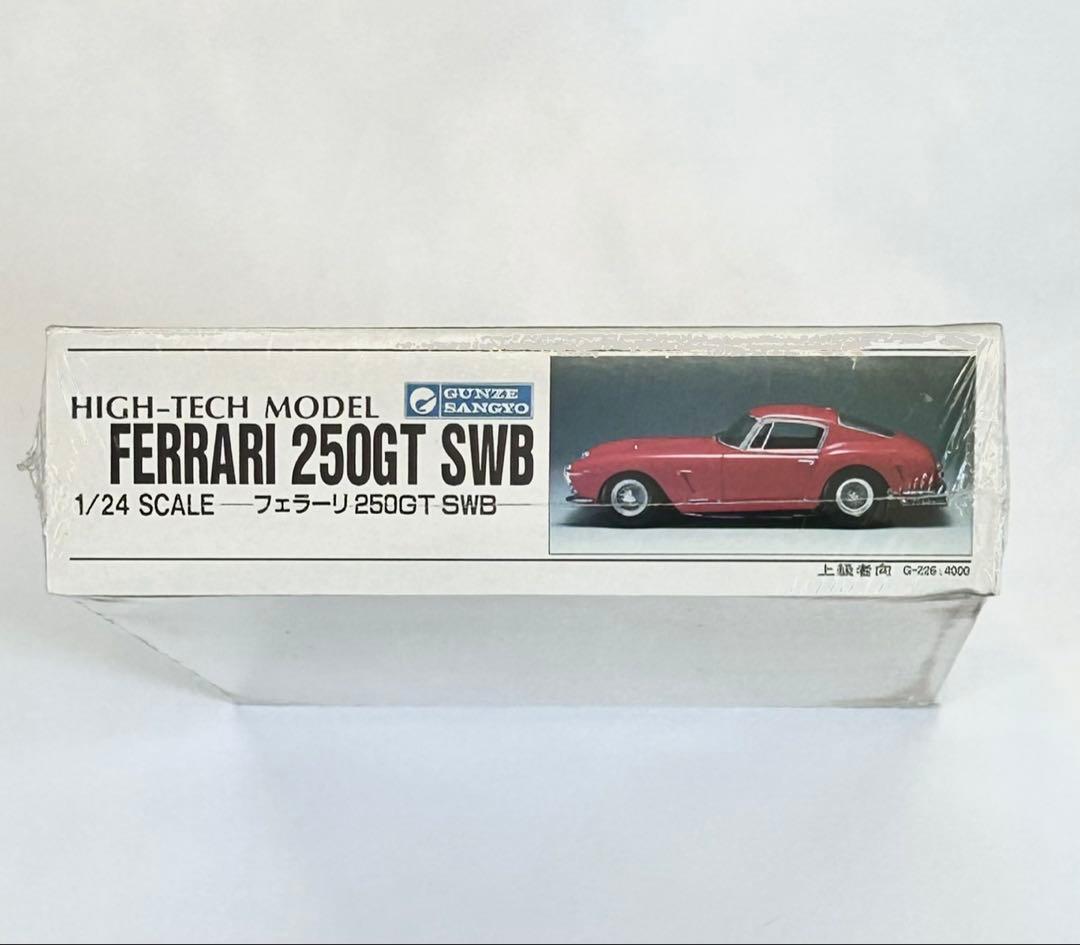 HIGH-TECH MODEL
GUNZE
SANGYO
FERRARI 250GT SWB
1/24 SCALE — フェラーリ 250GT SWB
上級者向 G-226:4000